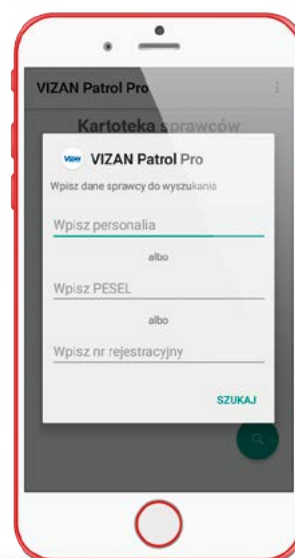 VIZAN Patrol Pro
Kartoteka sprawców
VIZAN VIZAN Patrol Pro
Wpisz dane sprawcy do wyszukania
Wpisz personalia
albo
Wpisz PESEL
albo
Wpisz nr rejestracyjny
SZUKAJ